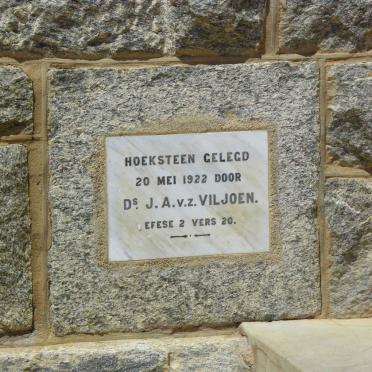 HOEKSTEEN GELEGD
20 MEI 1922 DOOR
Ds. J. A. v. z. VILJOEN.
EFESE 2 VERS 20.